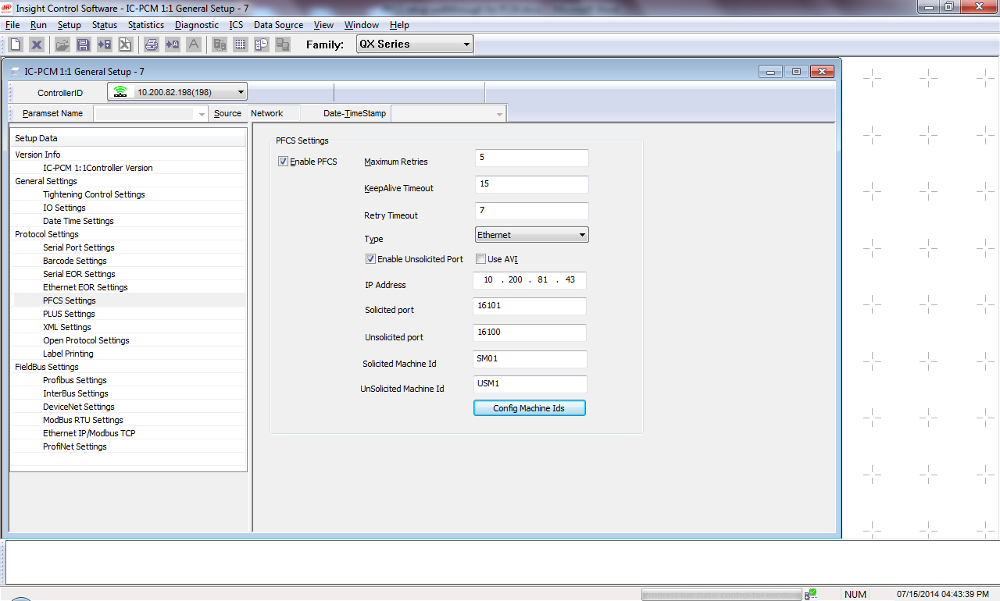 Insight Control Software - IC-PCM 1:1 General Setup - 7
File Run Setup Status Statistics Diagnostic ICS Data Source View Window Help
Family: QX Series
IC-PCM 1:1 General Setup - 7
ControllerID 10.200.82.198(198)
Paramset Name Source Network Date-TimeStamp
Setup Data
Version Info
IC-PCM 1:1Controller Version
General Settings
Tightening Control Settings
IO Settings
Date Time Settings
Protocol Settings
Serial Port Settings
Barcode Settings
Serial EOR Settings
Ethernet EOR Settings
PFCS Settings
PLUS Settings
XML Settings
Open Protocol Settings
Label Printing
FieldBus Settings
Profibus Settings
InterBus Settings
DeviceNet Settings
ModBus RTU Settings
Ethernet IP/Modbus TCP
ProfiNet Settings
PFCS Settings
Enable PFCS
Maximum Retries 5
KeepAlive Timeout 15
Retry Timeout 7
Type Ethernet
Enable Unsolicited Port Use AVI
IP Address 10 . 200 . 81 . 43
Solicited port 16101
Unsolicited port 16100
Solicited Machine Id SM01
UnSolicited Machine Id USM1
Config Machine Ids
Progress bar static control for window
NUM 07/15/2014 04:43:39 PM